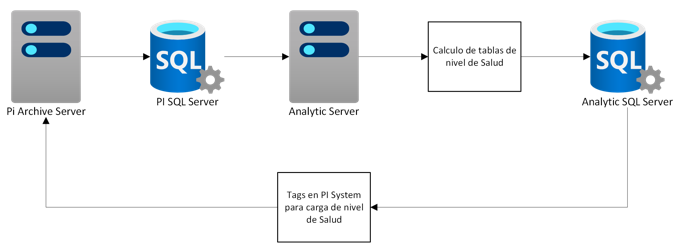 SQL
SQL
Calculo de tablas de
nivel de Salud
Pi Archive Server
PI SQL Server
Analytic Server
Analytic SQL Server
Tags en PI System
para carga de nivel
de Salud